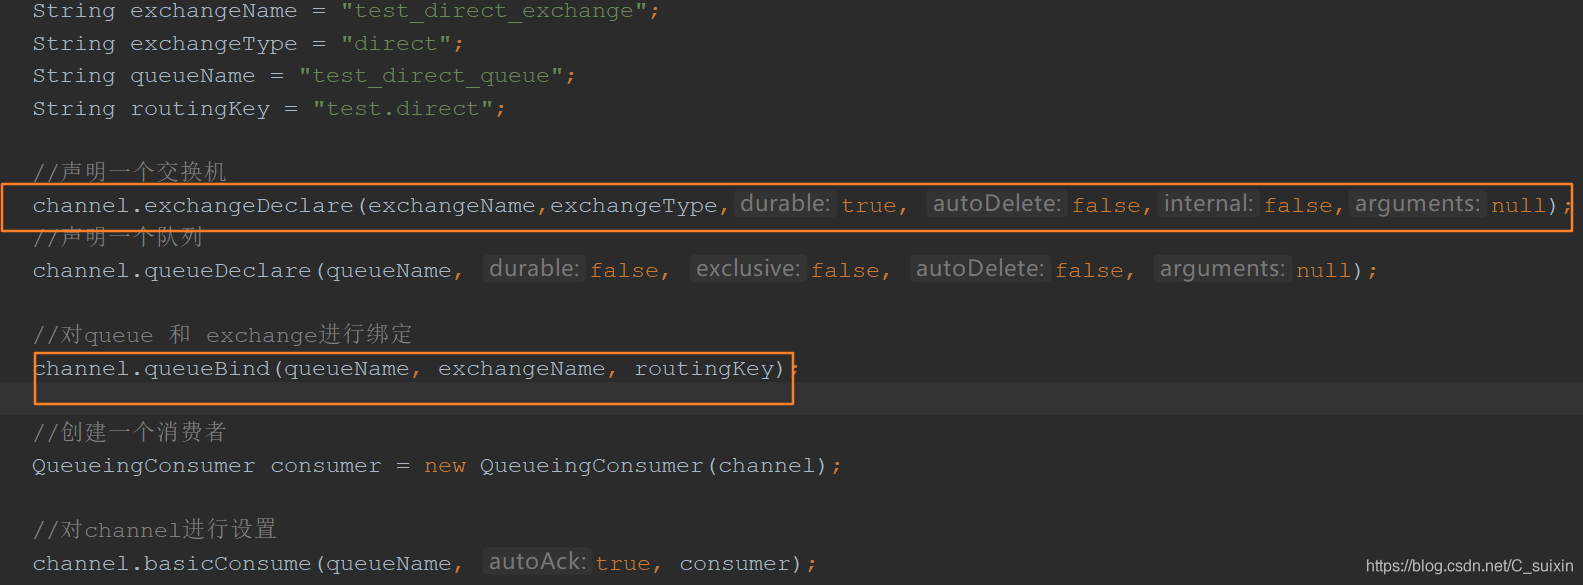 String exchangeName = "test_direct_exchange";
String exchangeType = "direct";
String queueName = "test_direct_queue";
String routingKey = "test.direct";
//声明一个交换机
channel.exchangeDeclare(exchangeName,exchangeType, durable: true, autoDelete: false, internal: false, arguments: null);
//声明一个队列
channel.queueDeclare(queueName, durable: false, exclusive: false, autoDelete: false, arguments: null);
//对queue 和 exchange进行绑定
channel.queueBind(queueName, exchangeName, routingKey);
//创建一个消费者
QueueingConsumer consumer = new QueueingConsumer(channel);
//对channel进行设置
channel.basicConsume(queueName, autoAck: true, consumer);
https://blog.csdn.net/C_suixin